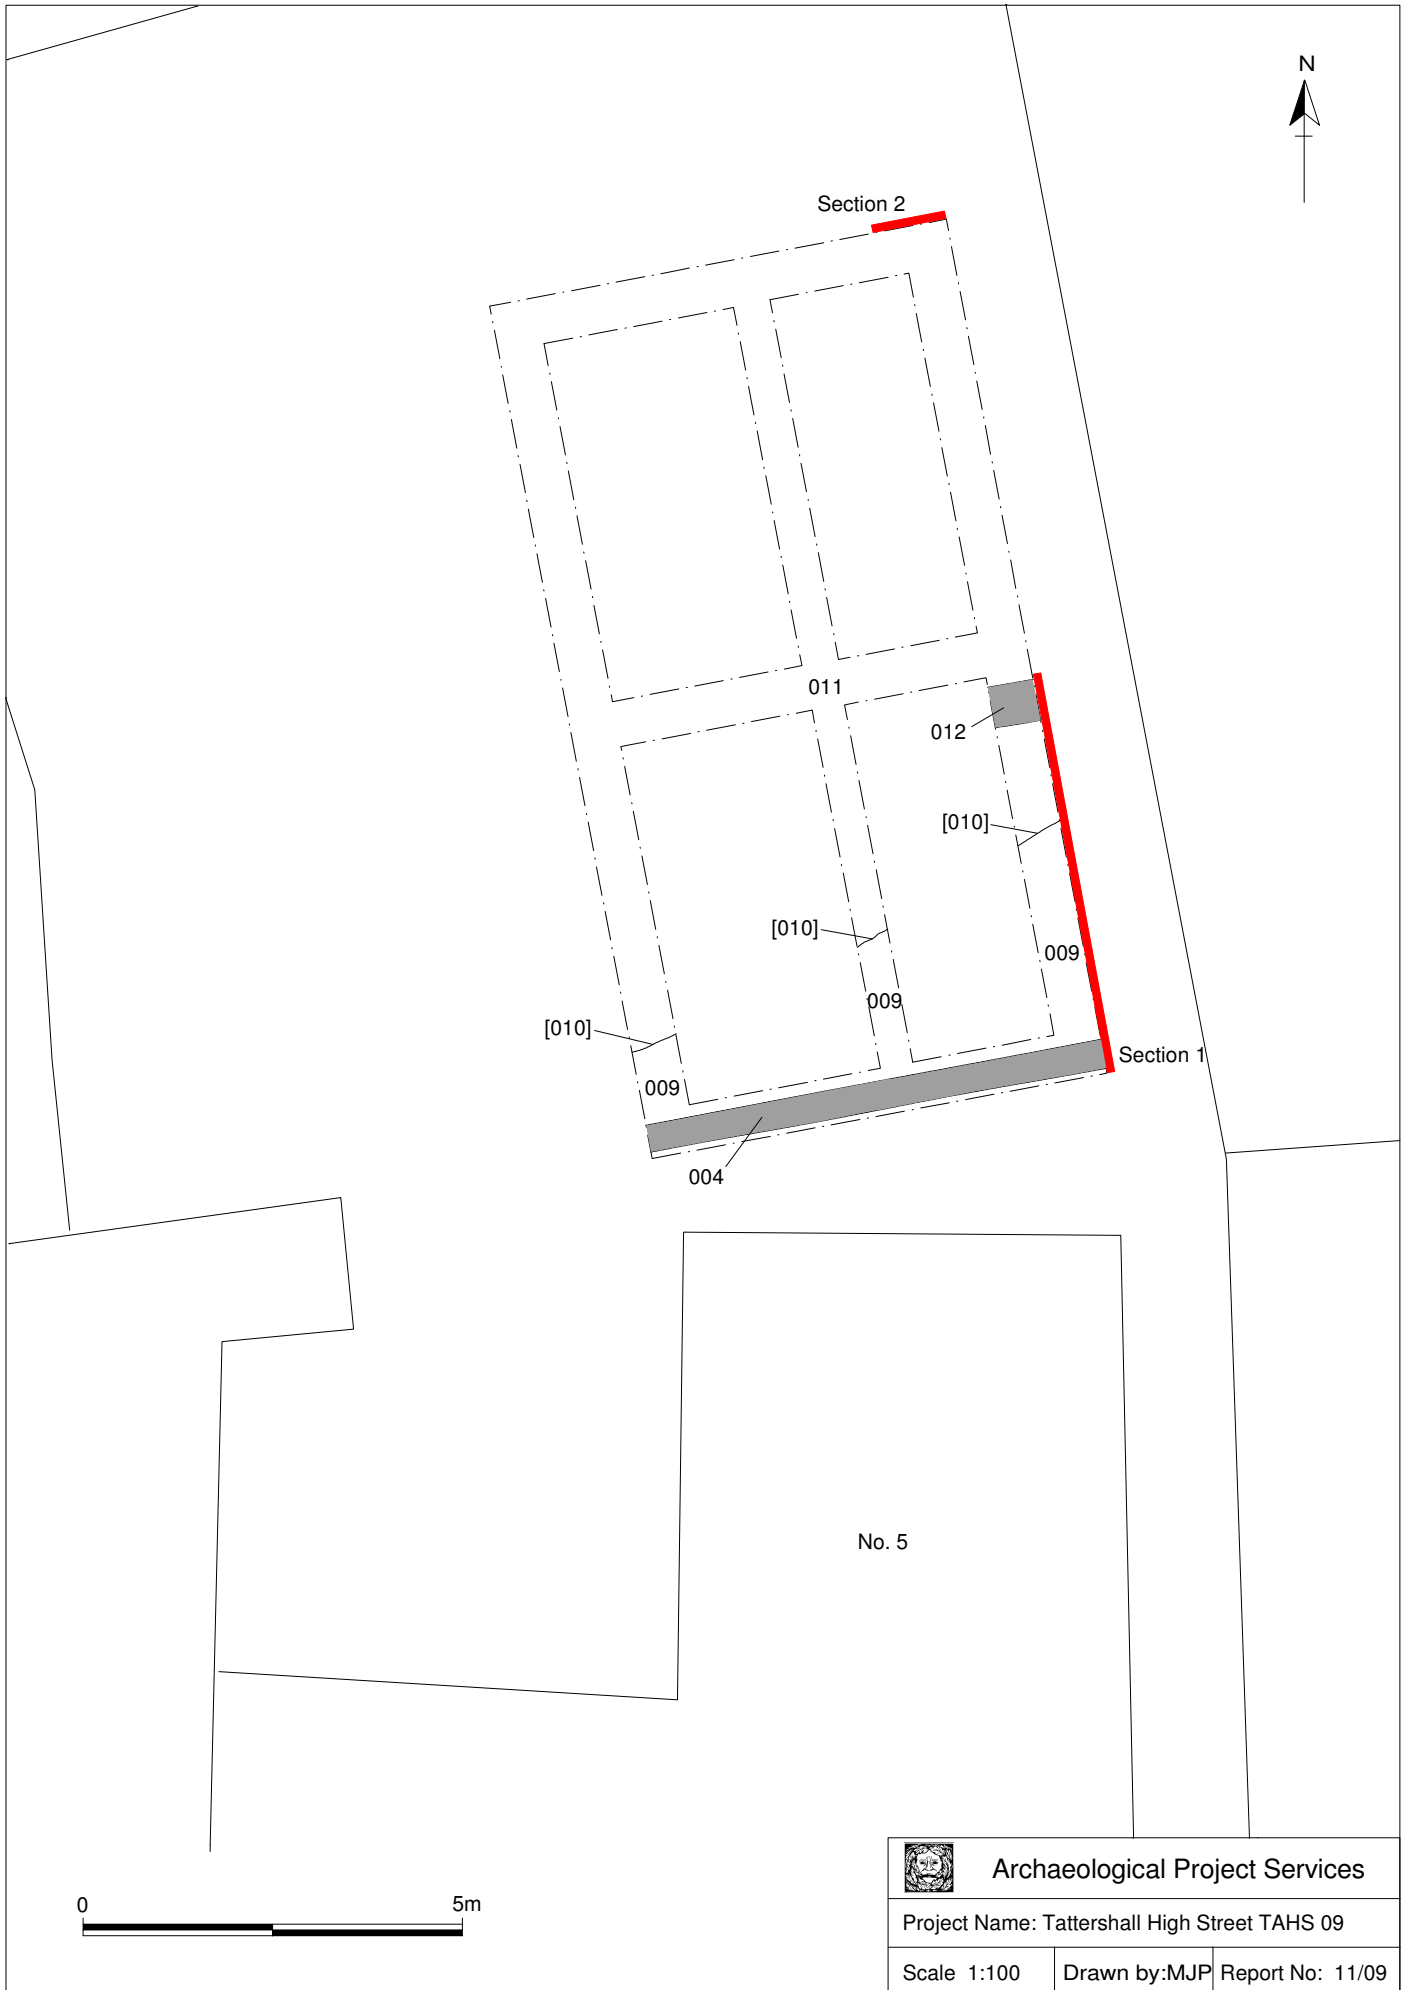 N
Section 2
011
012
[010]
[010]
009
009
[010]
Section 1
009
004
No. 5
0 5m
Archaeological Project Services
Project Name: Tattershall High Street TAHS 09
Scale 1:100 Drawn by:MJP Report No: 11/09